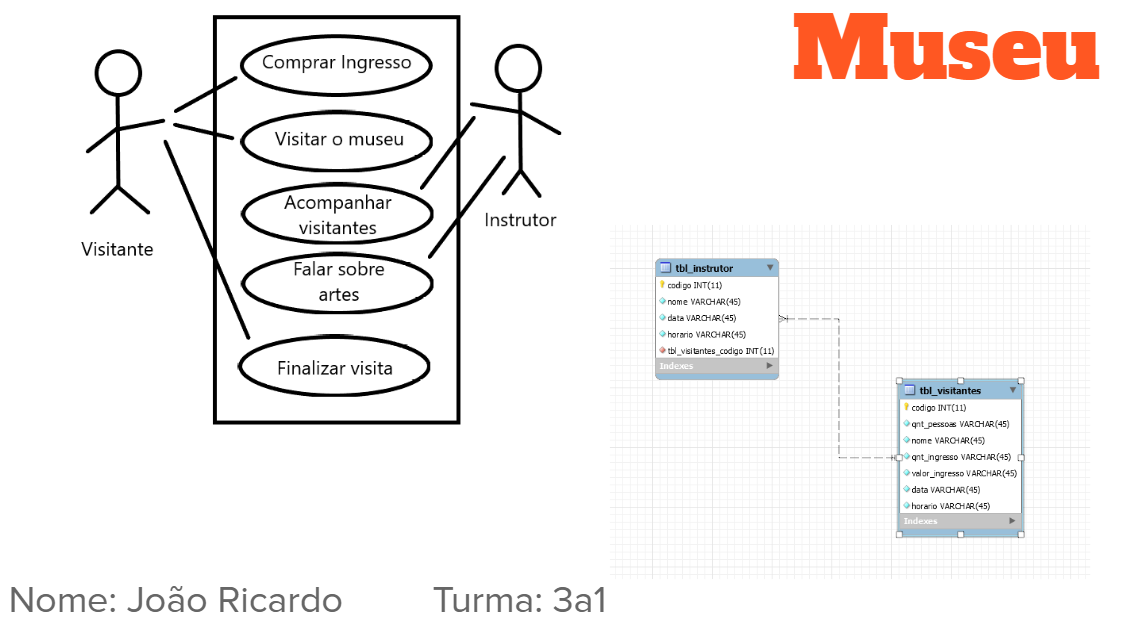 Museu
Comprar Ingresso
Visitar o museu
Acompanhar
visitantes
Falar sobre
artes
Finalizar visita
Visitante
Instrutor
tbl_instrutor
codigo INT(11)
nome VARCHAR(45)
data VARCHAR(45)
horario VARCHAR(45)
tbl_visitantes_codigo INT(11)
Indexes
tbl_visitantes
codigo INT(11)
qnt_pessoas VARCHAR(45)
nome VARCHAR(45)
qnt_ingresso VARCHAR(45)
valor_ingresso VARCHAR(45)
data VARCHAR(45)
horario VARCHAR(45)
Indexes
Nome: João Ricardo Turma: 3a1